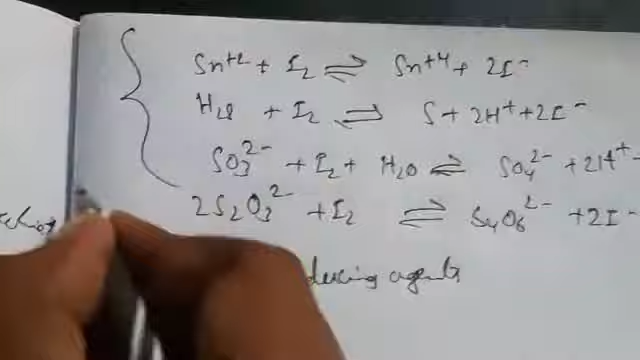 Sn+2 + I2 ⇌ Sn+4 + 2I-
H2S + I2 ⇌ S + 2H+ + 2I-
SO3 2- + I2 + H2O ⇌ SO4 2- + 2H+
2S2O3 2- + I2 ⇌ S4O6 2- + 2I-
agents